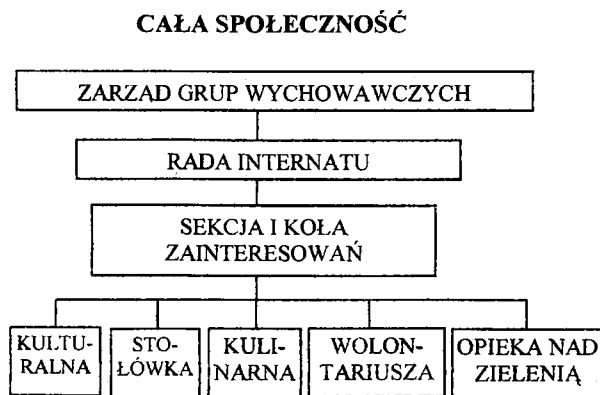 CAŁA SPOŁECZNOŚĆ
ZARZĄD GRUP WYCHOWAWCZYCH
RADA INTERNATU
SEKCJA I KOŁA
ZAINTERESOWAŃ
KULTU-
RALNA
STO-
ŁÓWKA
KULI-
NARNA
WOLON-
TARIUSZA
OPIEKA NAD
ZIELENIĄ